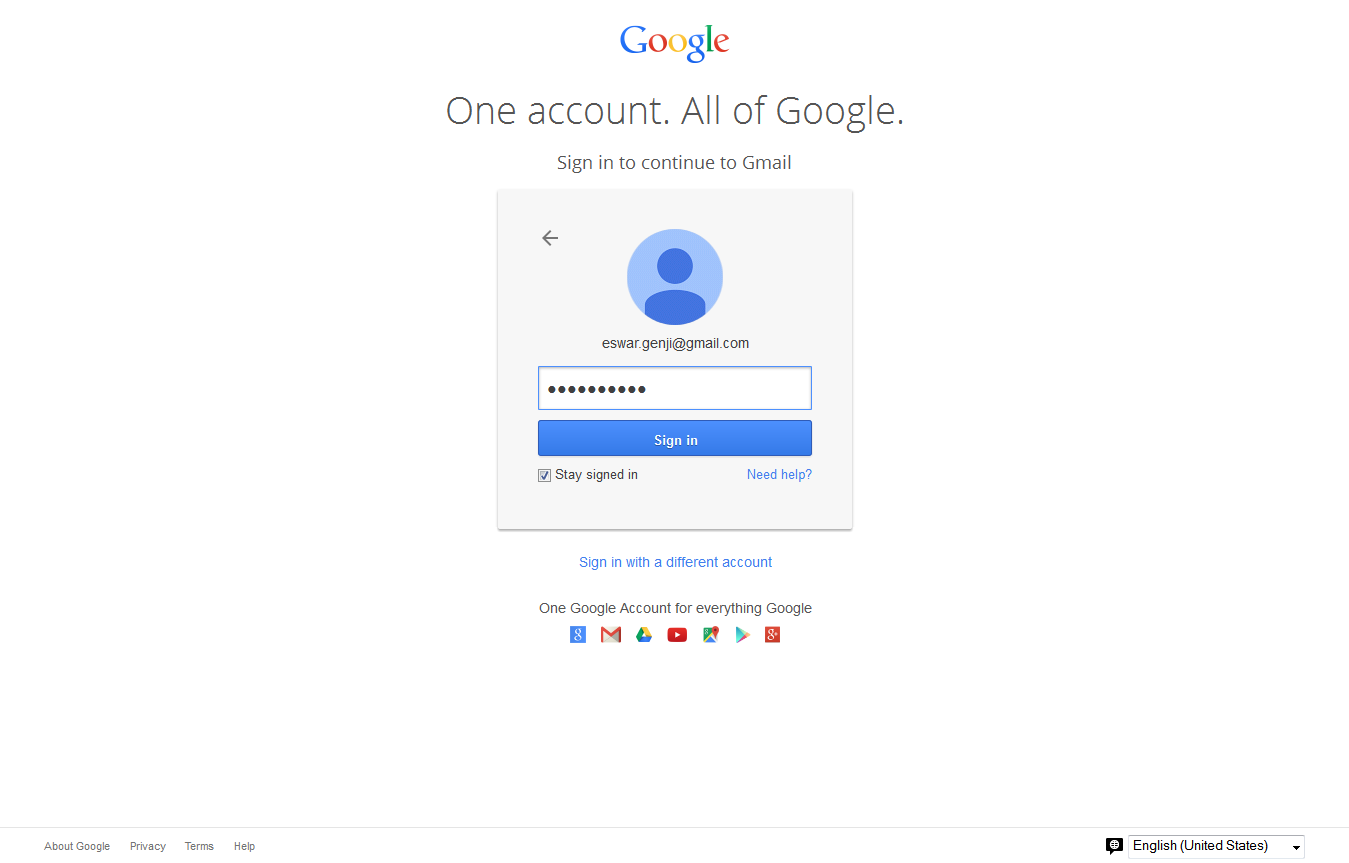 Google
One account. All of Google.
Sign in to continue to Gmail
eswar.genji@gmail.com
●●●●●●●●●●
Sign in
Stay signed in Need help?
Sign in with a different account
One Google Account for everything Google
About Google Privacy Terms Help English (United States)